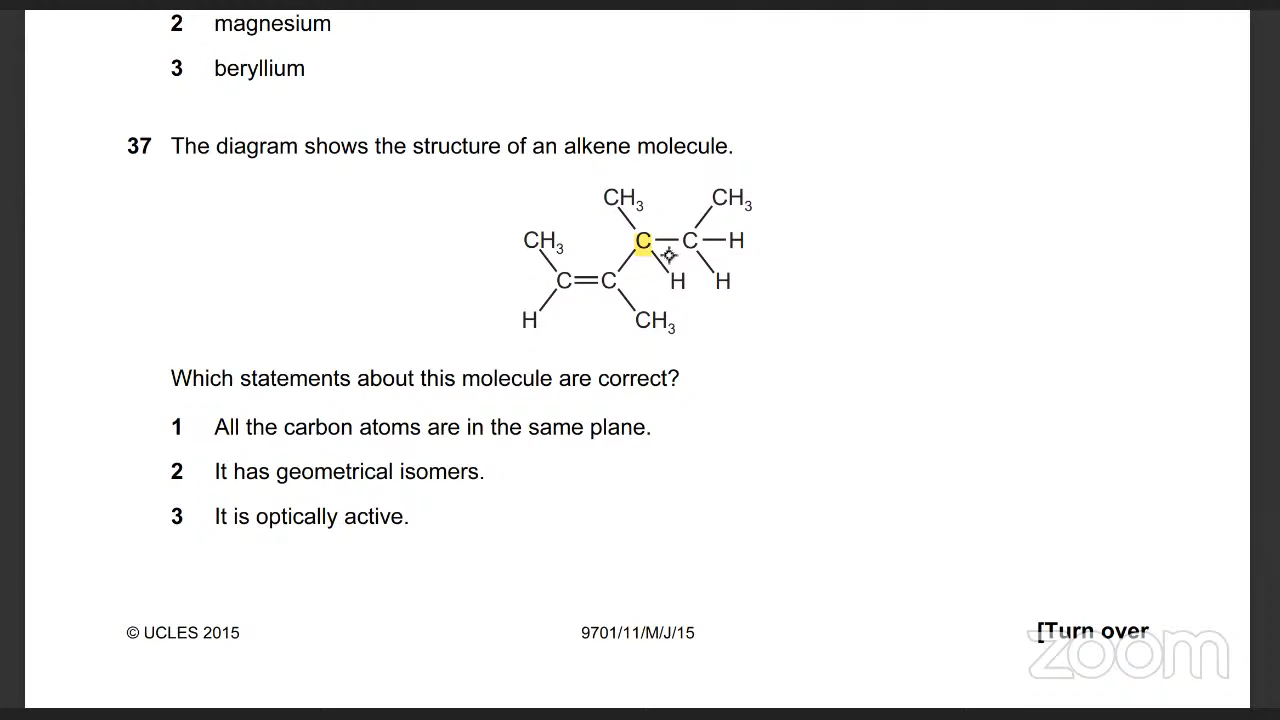 2 magnesium
3 beryllium
37 The diagram shows the structure of an alkene molecule.
CH3 CH3
CH3 C C H
C C H H
H CH3
Which statements about this molecule are correct?
1 All the carbon atoms are in the same plane.
2 It has geometrical isomers.
3 It is optically active.
© UCLES 2015 9701/11/M/J/15 [Turn over
zoom